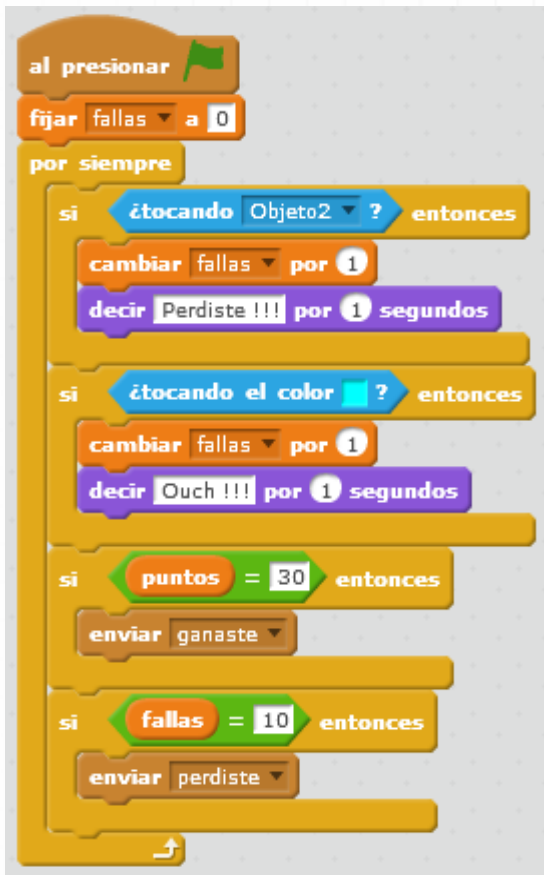 al presionar
fijar fallas a 0
por siempre
si ¿tocando Objeto2 ? entonces
cambiar fallas por 1
decir Perdiste !!! por 1 segundos
si ¿tocando el color ? entonces
cambiar fallas por 1
decir Ouch !!! por 1 segundos
si puntos = 30 entonces
enviar ganaste
si fallas = 10 entonces
enviar perdiste